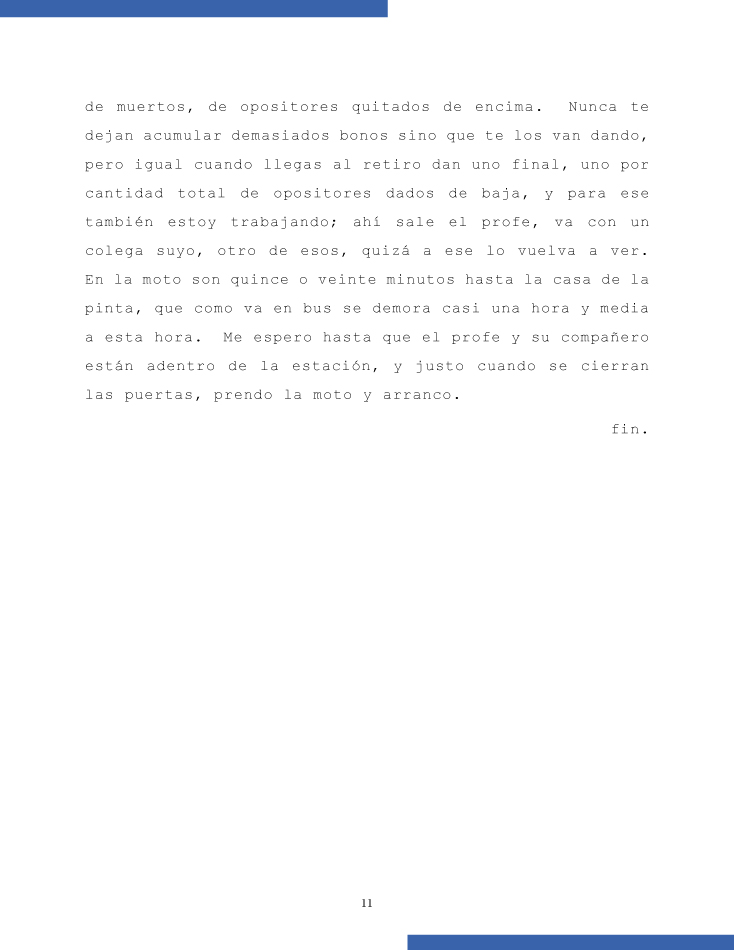 de muertos, de opositores quitados de encima.  Nunca te
dejan acumular demasiados bonos sino que te los van dando,
pero igual cuando llegas al retiro dan uno final, uno por
cantidad total de opositores dados de baja, y para ese
también estoy trabajando; ahí sale el profe, va con un
colega suyo, otro de esos, quizá a ese lo vuelva a ver.
En la moto son quince o veinte minutos hasta la casa de la
pinta, que como va en bus se demora casi una hora y media
a esta hora.  Me espero hasta que el profe y su compañero
están adentro de la estación, y justo cuando se cierran
las puertas, prendo la moto y arranco.
fin.
11